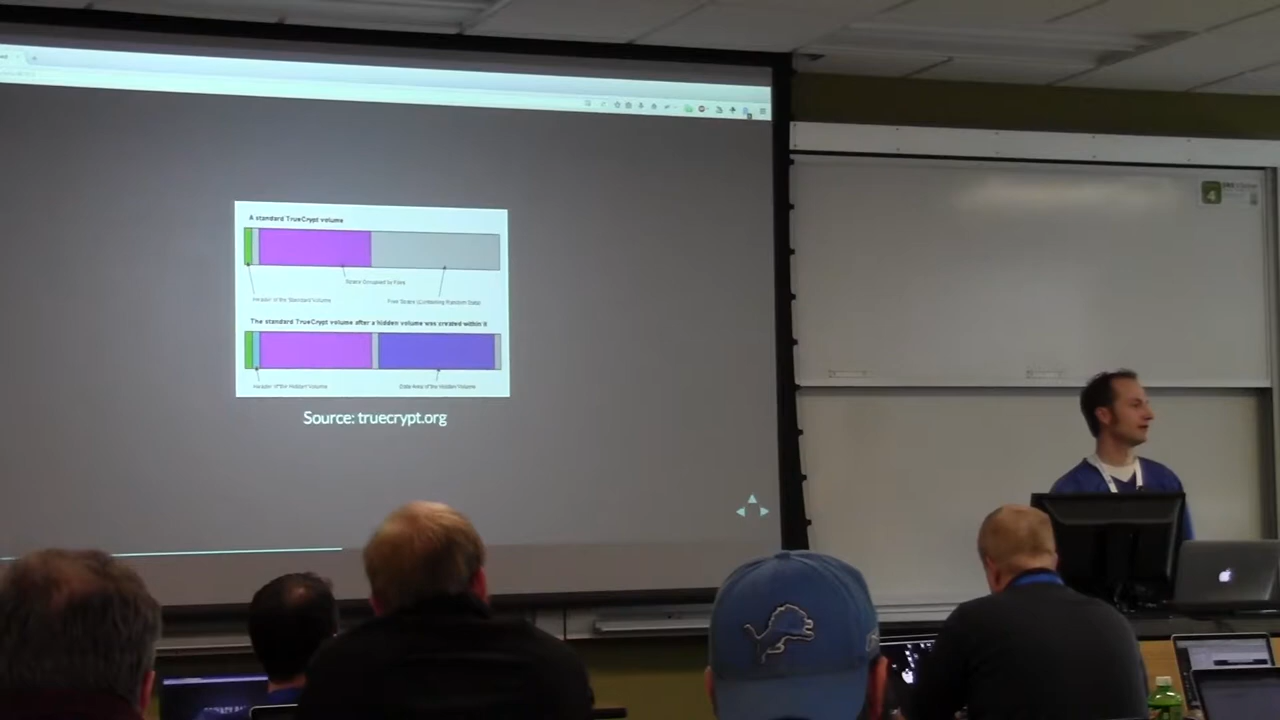 A standard TrueCrypt volume
Space Occupied by Files
Header of the Standard Volume
Free Space (Containing Random Data)
The standard TrueCrypt volume after a hidden volume was created within it
Header of the Hidden Volume
Data Area of the Hidden Volume
Source: truecrypt.org
4